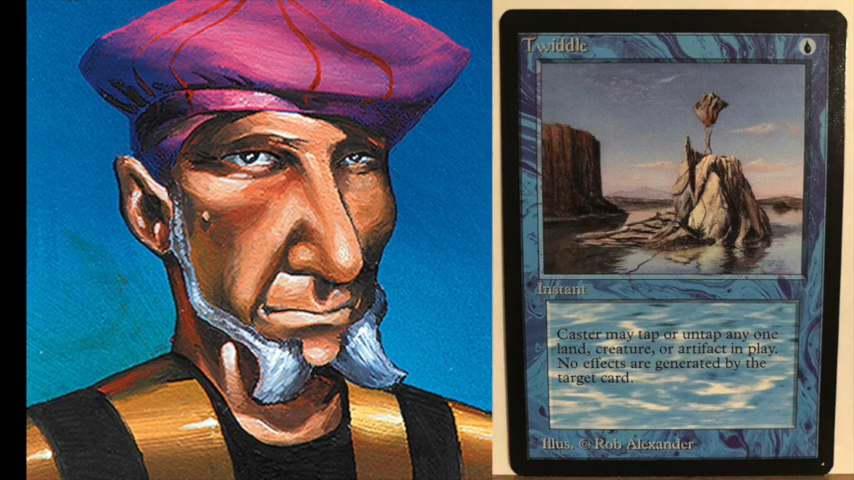 Twiddle
Instant
Caster may tap or untap any one
land, creature, or artifact in play.
No effects are generated by the
target card.
Illus. © Rob Alexander